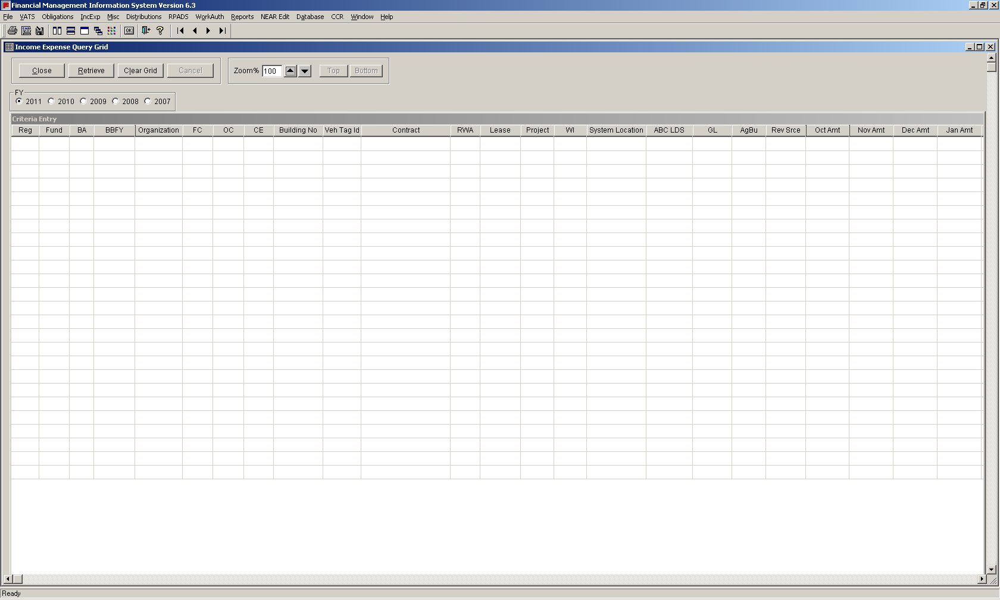 Financial Management Information System Version 6.3
File VATS Obligations IncExp Misc Distributions RPADS WorkAuth Reports NEAR Edit Database CCR Window Help
OK
Income Expense Query Grid
Close Retrieve Clear Grid Cancel Zoom% 100 Top Bottom
FY
2011 2010 2009 2008 2007
Criteria Entry
Reg Fund BA BBFY Organization FC OC CE Building No Veh Tag Id Contract RWA Lease Project WI System Location ABC LDS GL AgBu Rev Srce Oct Amt Nov Amt Dec Amt Jan Amt
Ready